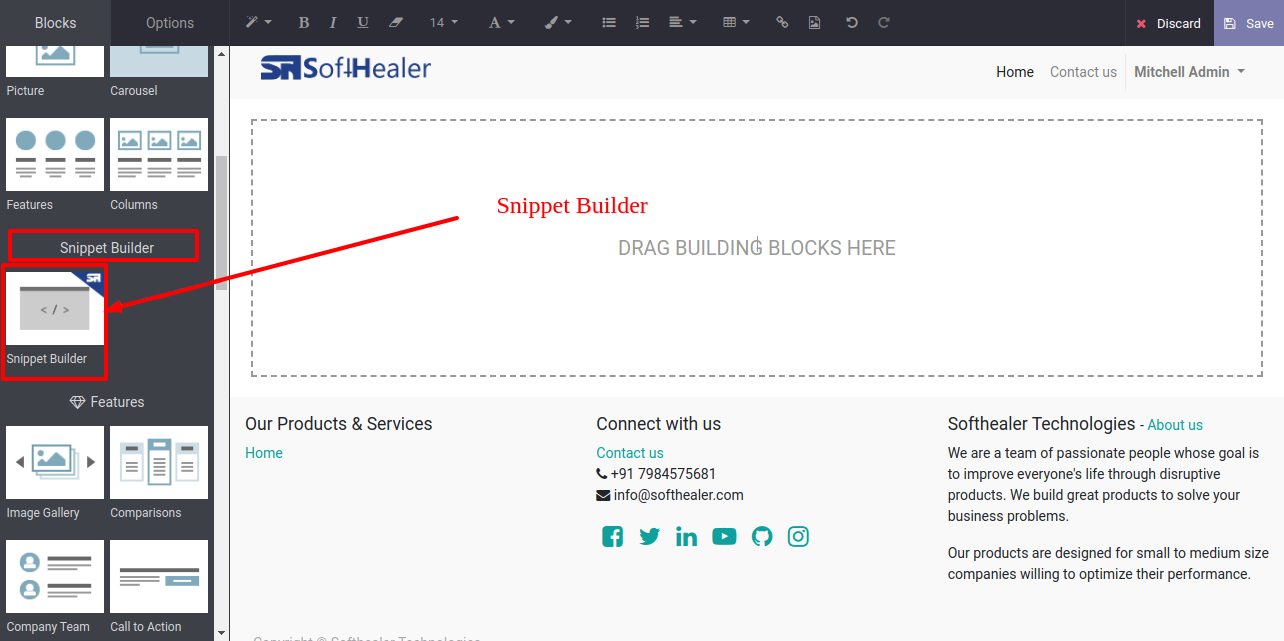 Blocks
Options
B I U 14 A
Discard
Save
Picture
Carousel
Features
Columns
Snippet Builder
</>
Snippet Builder
Features
Image Gallery
Comparisons
Company Team
Call to Action
SoftHealer
Home
Contact us
Mitchell Admin
Snippet Builder
DRAG BUILDING BLOCKS HERE
Our Products & Services
Home
Connect with us
Contact us
+91 7984575681
info@softhealer.com
Softhealer Technologies - About us
We are a team of passionate people whose goal is
to improve everyone's life through disruptive
products. We build great products to solve your
business problems.
Our products are designed for small to medium size
companies willing to optimize their performance.
Copyright © Softhealer Technologies